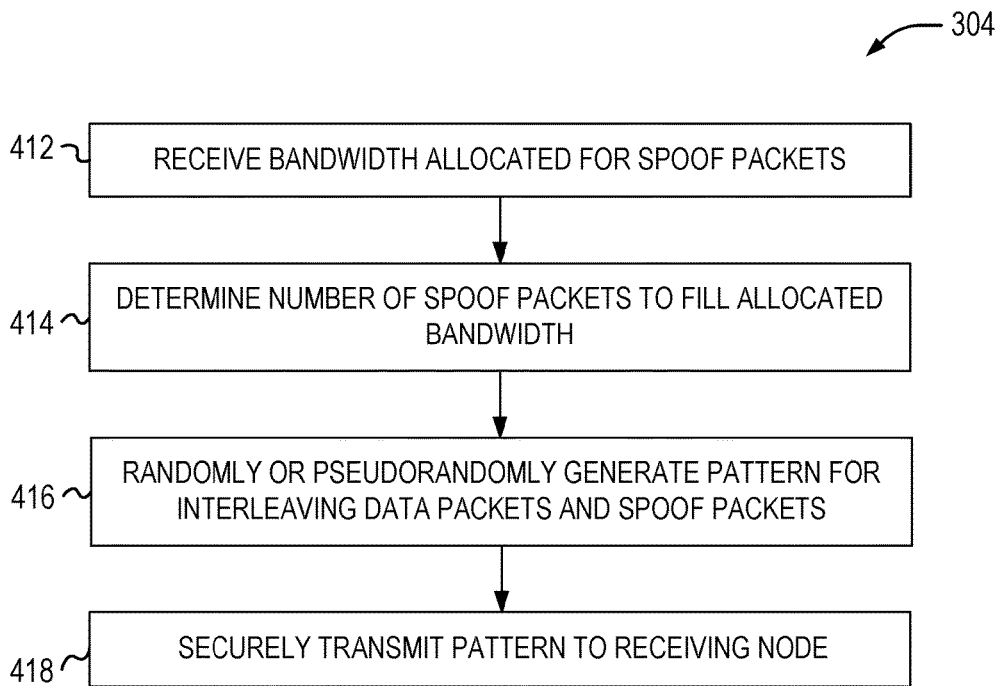 304
412
RECEIVE BANDWIDTH ALLOCATED FOR SPOOF PACKETS
414
DETERMINE NUMBER OF SPOOF PACKETS TO FILL ALLOCATED
BANDWIDTH
416
RANDOMLY OR PSEUDORANDOMLY GENERATE PATTERN FOR
INTERLEAVING DATA PACKETS AND SPOOF PACKETS
418
SECURELY TRANSMIT PATTERN TO RECEIVING NODE